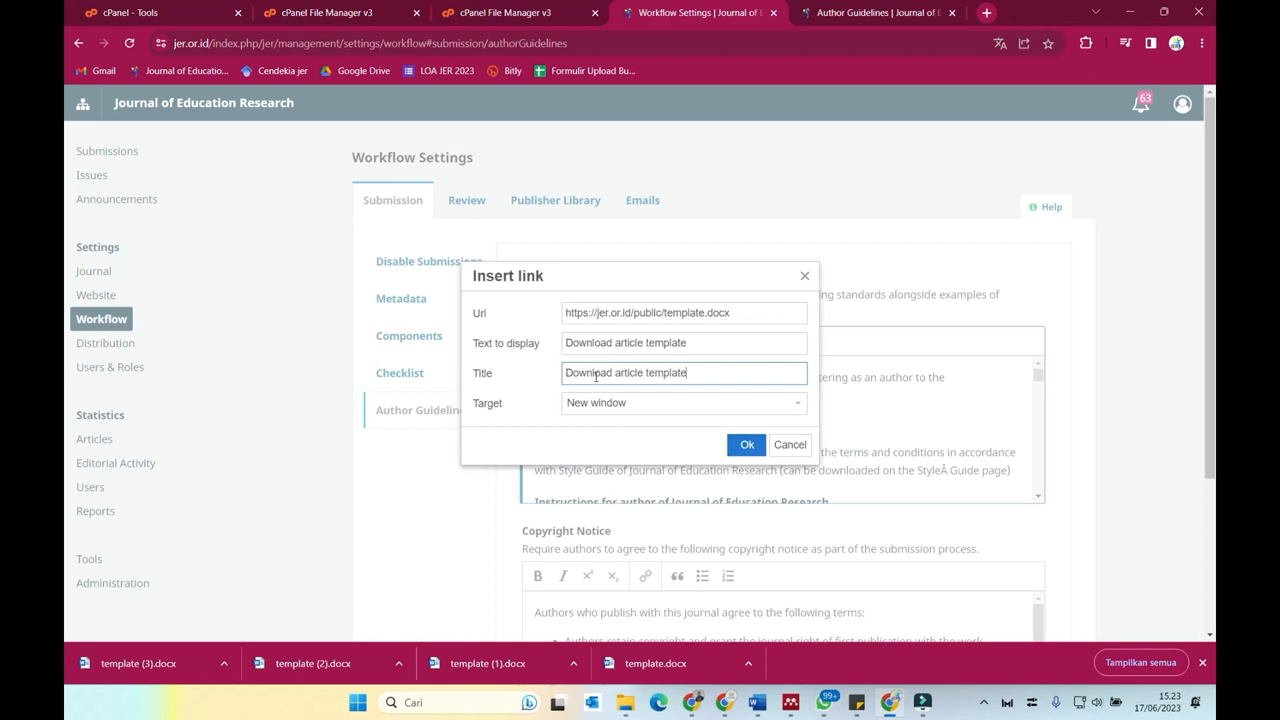 cPanel - Tools
cPanel File Manager v3
cPanel File Manager v3
Workflow Settings | Journal of E
Author Guidelines | Journal of Ed
jer.or.id/index.php/jer/management/settings/workflow#submission/authorGuidelines
Gmail
Journal of Educatio...
Cendekia jer
Google Drive
LOA JER 2023
Bitly
Formulir Upload Bu...
Journal of Education Research
63
Submissions
Issues
Announcements
Settings
Journal
Website
Workflow
Distribution
Users & Roles
Statistics
Articles
Editorial Activity
Users
Reports
Tools
Administration
Workflow Settings
Submission
Review
Publisher Library
Emails
Help
Disable Submissions
Metadata
Components
Checklist
Author Guidelin
ing standards alongside examples of
Insert link
Url
https://jer.or.id/public/template.docx
Text to display
Download article template
Title
Download article template
Target
New window
Ok
Cancel
tering as an author to the
the terms and conditions in accordance
with Style Guide of Journal of Education Research (can be downloaded on the StyleÂ Guide page)
Instructions for author of Journal of Education Research
Copyright Notice
Require authors to agree to the following copyright notice as part of the submission process.
Authors who publish with this journal agree to the following terms:
Authors retain copyright and grant the journal right of first publication with the work
template (3).docx
template (2).docx
template (1).docx
template.docx
Tampilkan semua
Cari
99+
15.23
17/06/2023